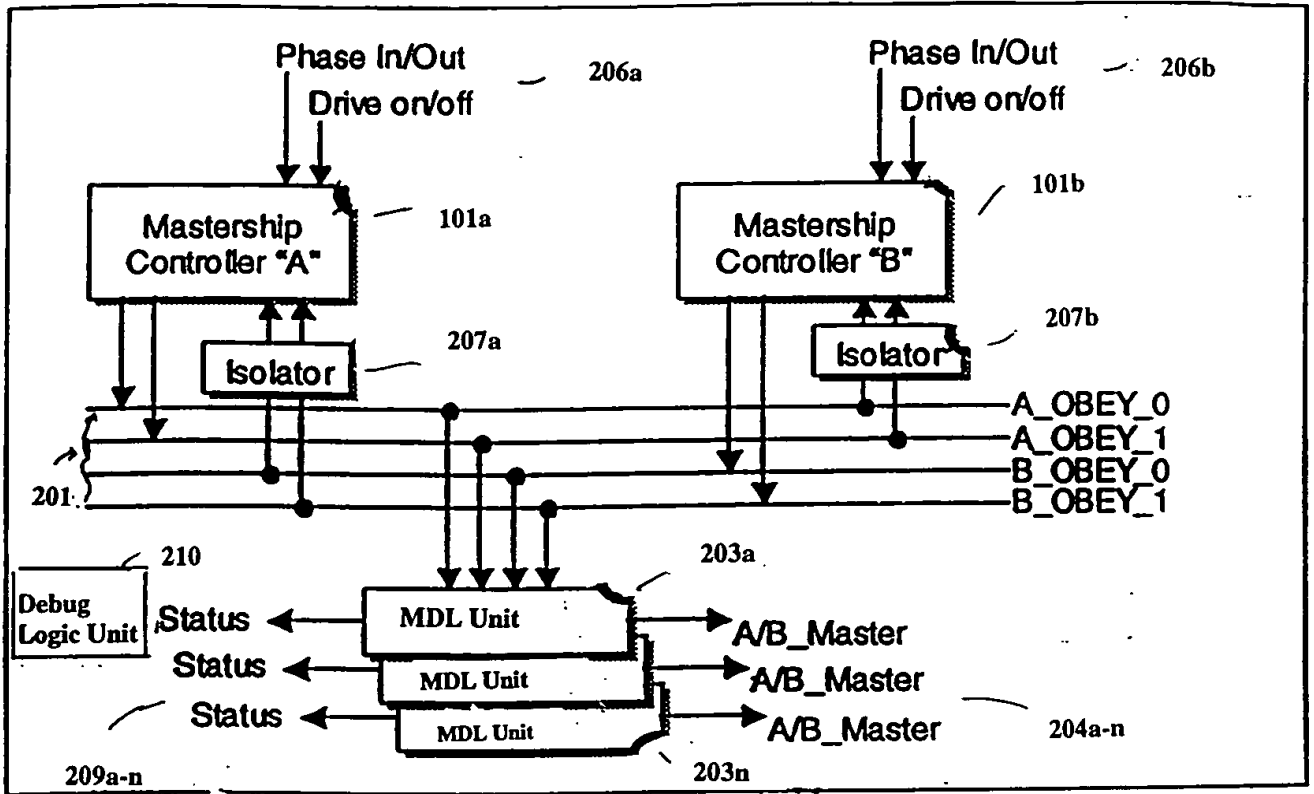 Phase In/Out
206a
Drive on/off
Phase In/Out
206b
Drive on/off
Mastership
Controller "A"
101a
Mastership
Controller "B"
101b
Isolator
207a
Isolator
207b
A_OBEY_0
A_OBEY_1
B_OBEY_0
B_OBEY_1
201
210
Debug
Logic Unit
203a
Status
MDL Unit
A/B_Master
Status
MDL Unit
A/B_Master
Status
MDL Unit
A/B_Master
204a-n
209a-n
203n